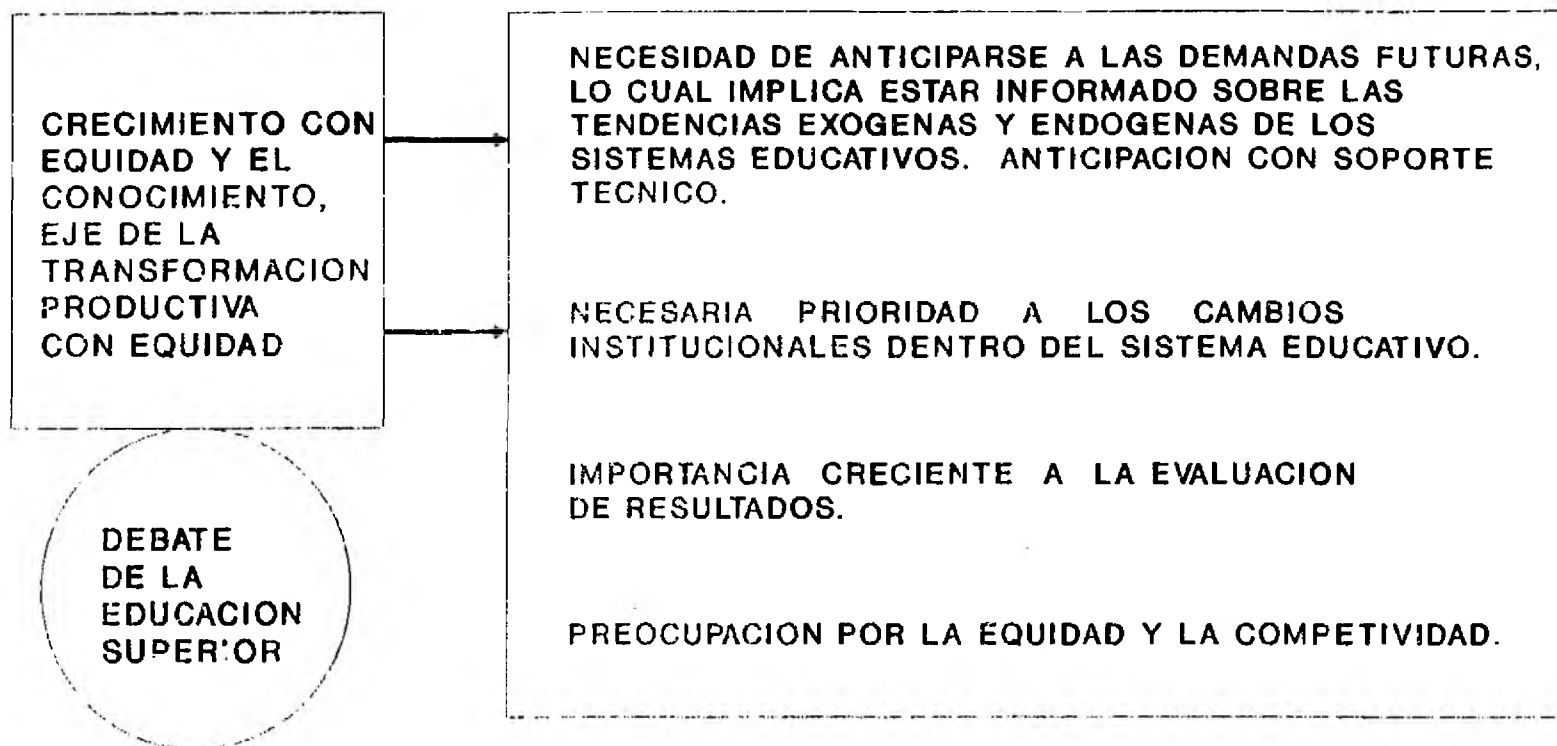 CRECIMIENTO CON
EQUIDAD Y EL
CONOCIMIENTO,
EJE DE LA
TRANSFORMACION
PRODUCTIVA
CON EQUIDAD
DEBATE
DE LA
EDUCACION
SUPERIOR
NECESIDAD DE ANTICIPARSE A LAS DEMANDAS FUTURAS,
LO CUAL IMPLICA ESTAR INFORMADO SOBRE LAS
TENDENCIAS EXOGENAS Y ENDOGENAS DE LOS
SISTEMAS EDUCATIVOS. ANTICIPACION CON SOPORTE
TECNICO.
NECESARIA PRIORIDAD A LOS CAMBIOS
INSTITUCIONALES DENTRO DEL SISTEMA EDUCATIVO.
IMPORTANCIA CRECIENTE A LA EVALUACION
DE RESULTADOS.
PREOCUPACION POR LA EQUIDAD Y LA COMPETIVIDAD.